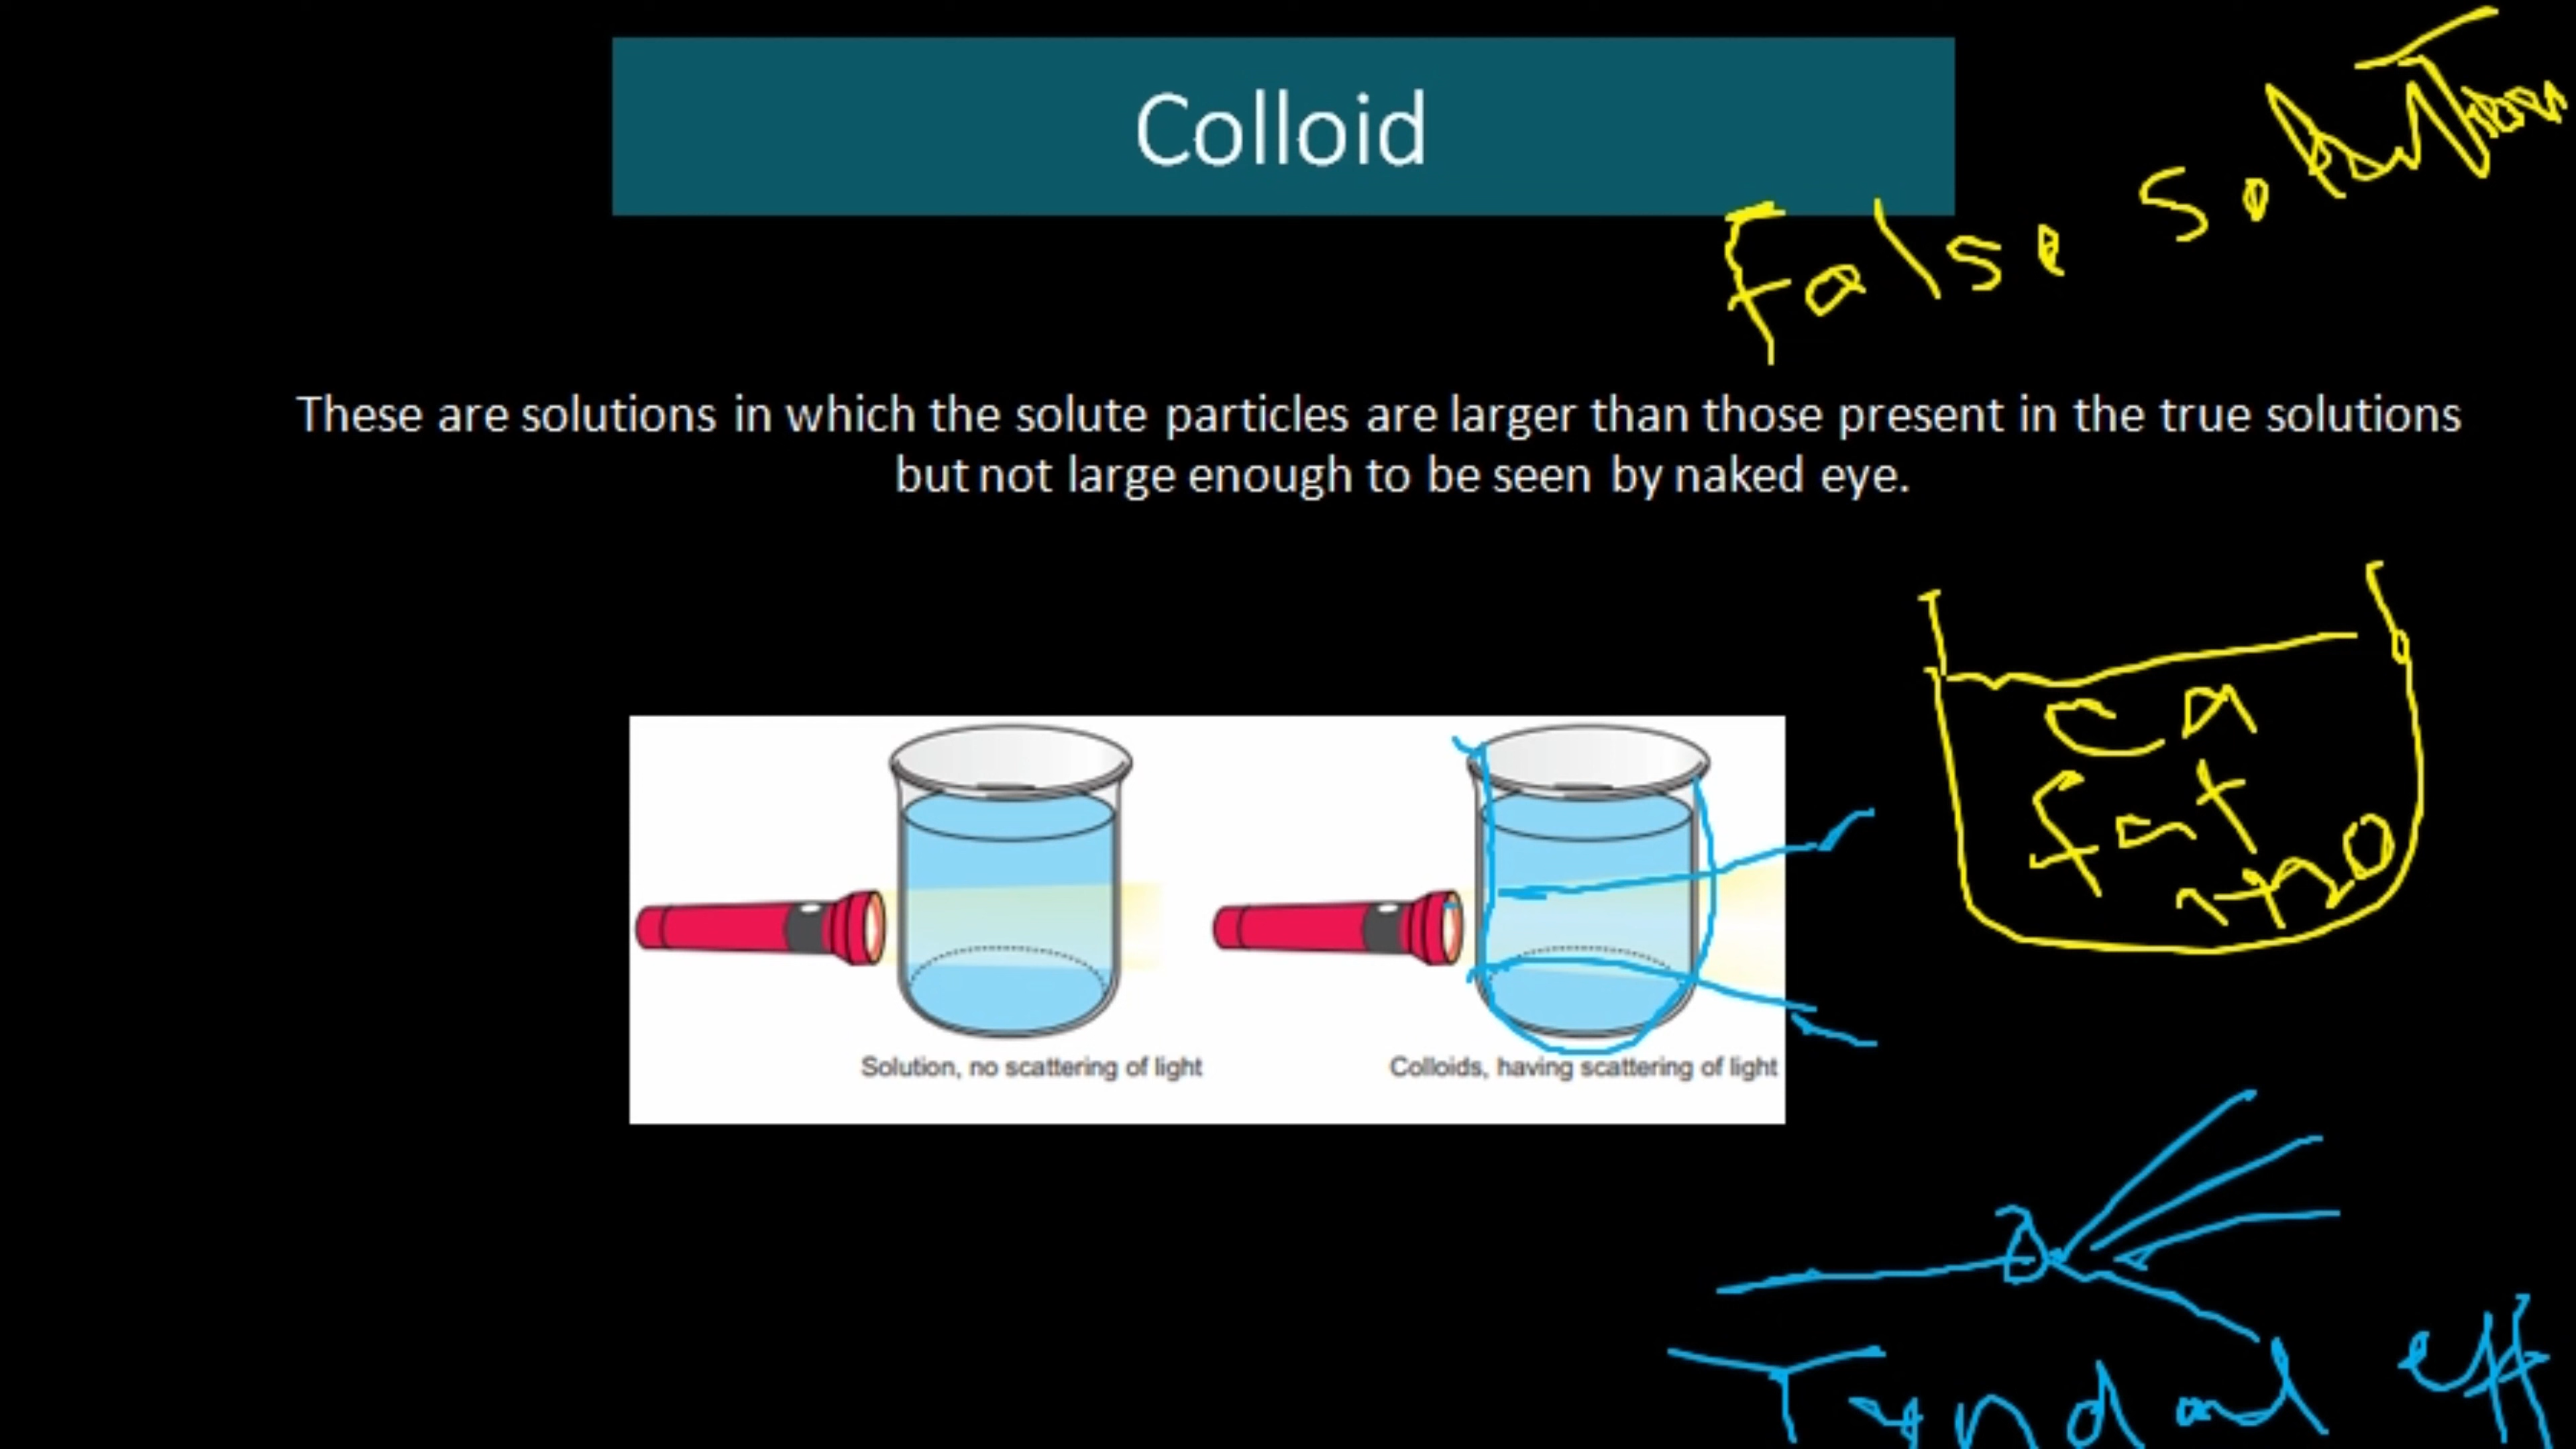 Colloid
False Solution
These are solutions in which the solute particles are larger than those present in the true solutions
but not large enough to be seen by naked eye.
Ca
fat
H2O
Solution, no scattering of light
Colloids, having scattering of light
Tyndal eff